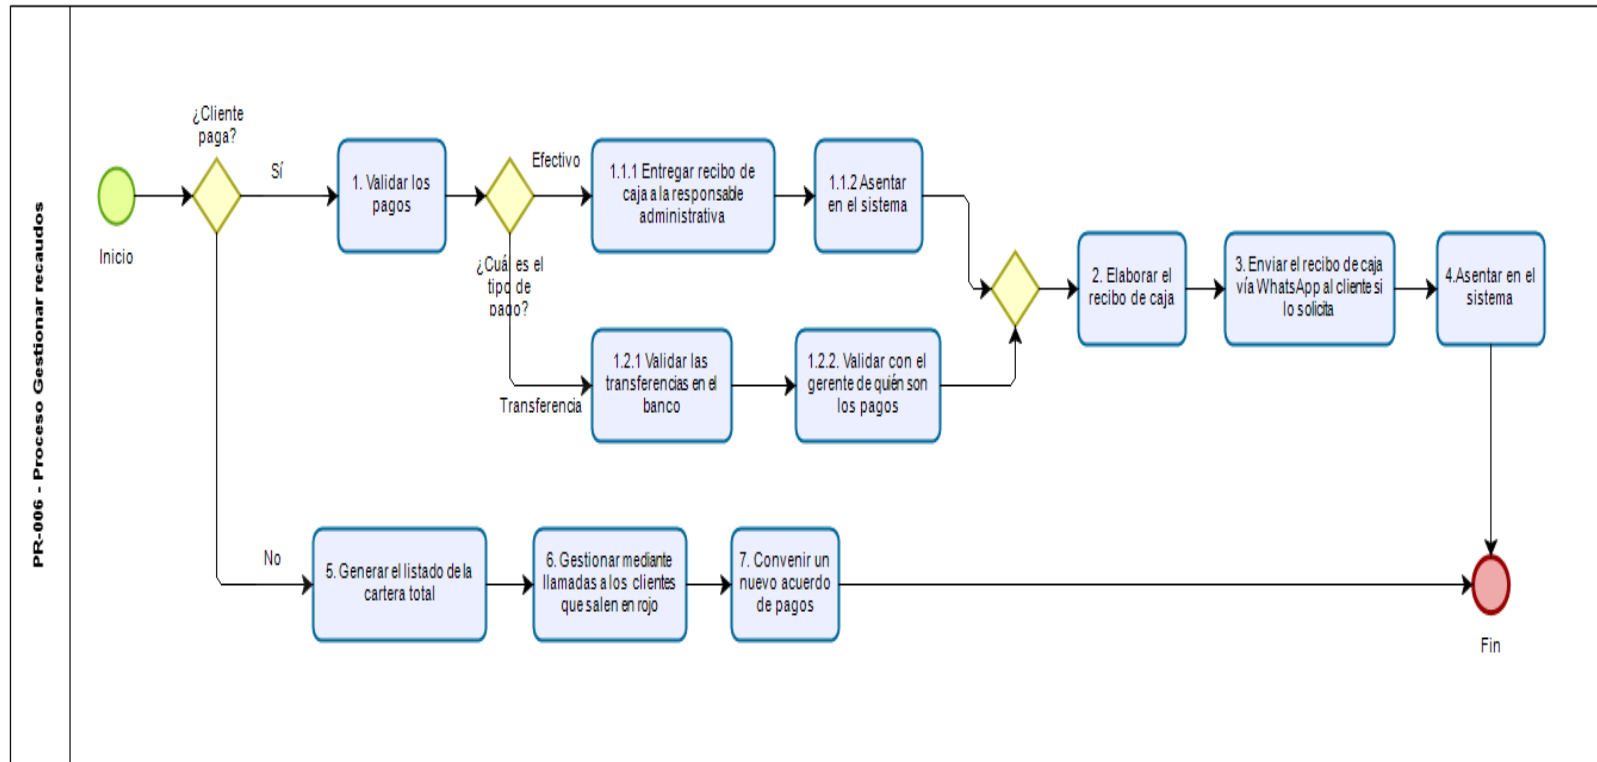 PR-006 - Proceso Gestionar recaudos
Inicio
¿Cliente
paga?
Sí
1. Validar los
pagos
¿Cuál es el
tipo de
pago?
Efectivo
1.1.1 Entregar recibo de
caja a la responsable
administrativa
1.1.2 Asentar
en el sistema
Transferencia
1.2.1 Validar las
transferencias en el
banco
1.2.2. Validar con el
gerente de quién son
los pagos
2. Elaborar el
recibo de caja
3. Enviar el recibo de caja
vía WhatsApp al cliente si
lo solicita
4.Asentar en el
sistema
No
5. Generar el listado de la
cartera total
6. Gestionar mediante
llamadas a los clientes
que salen en rojo
7. Convenir un
nuevo acuerdo
de pagos
Fin